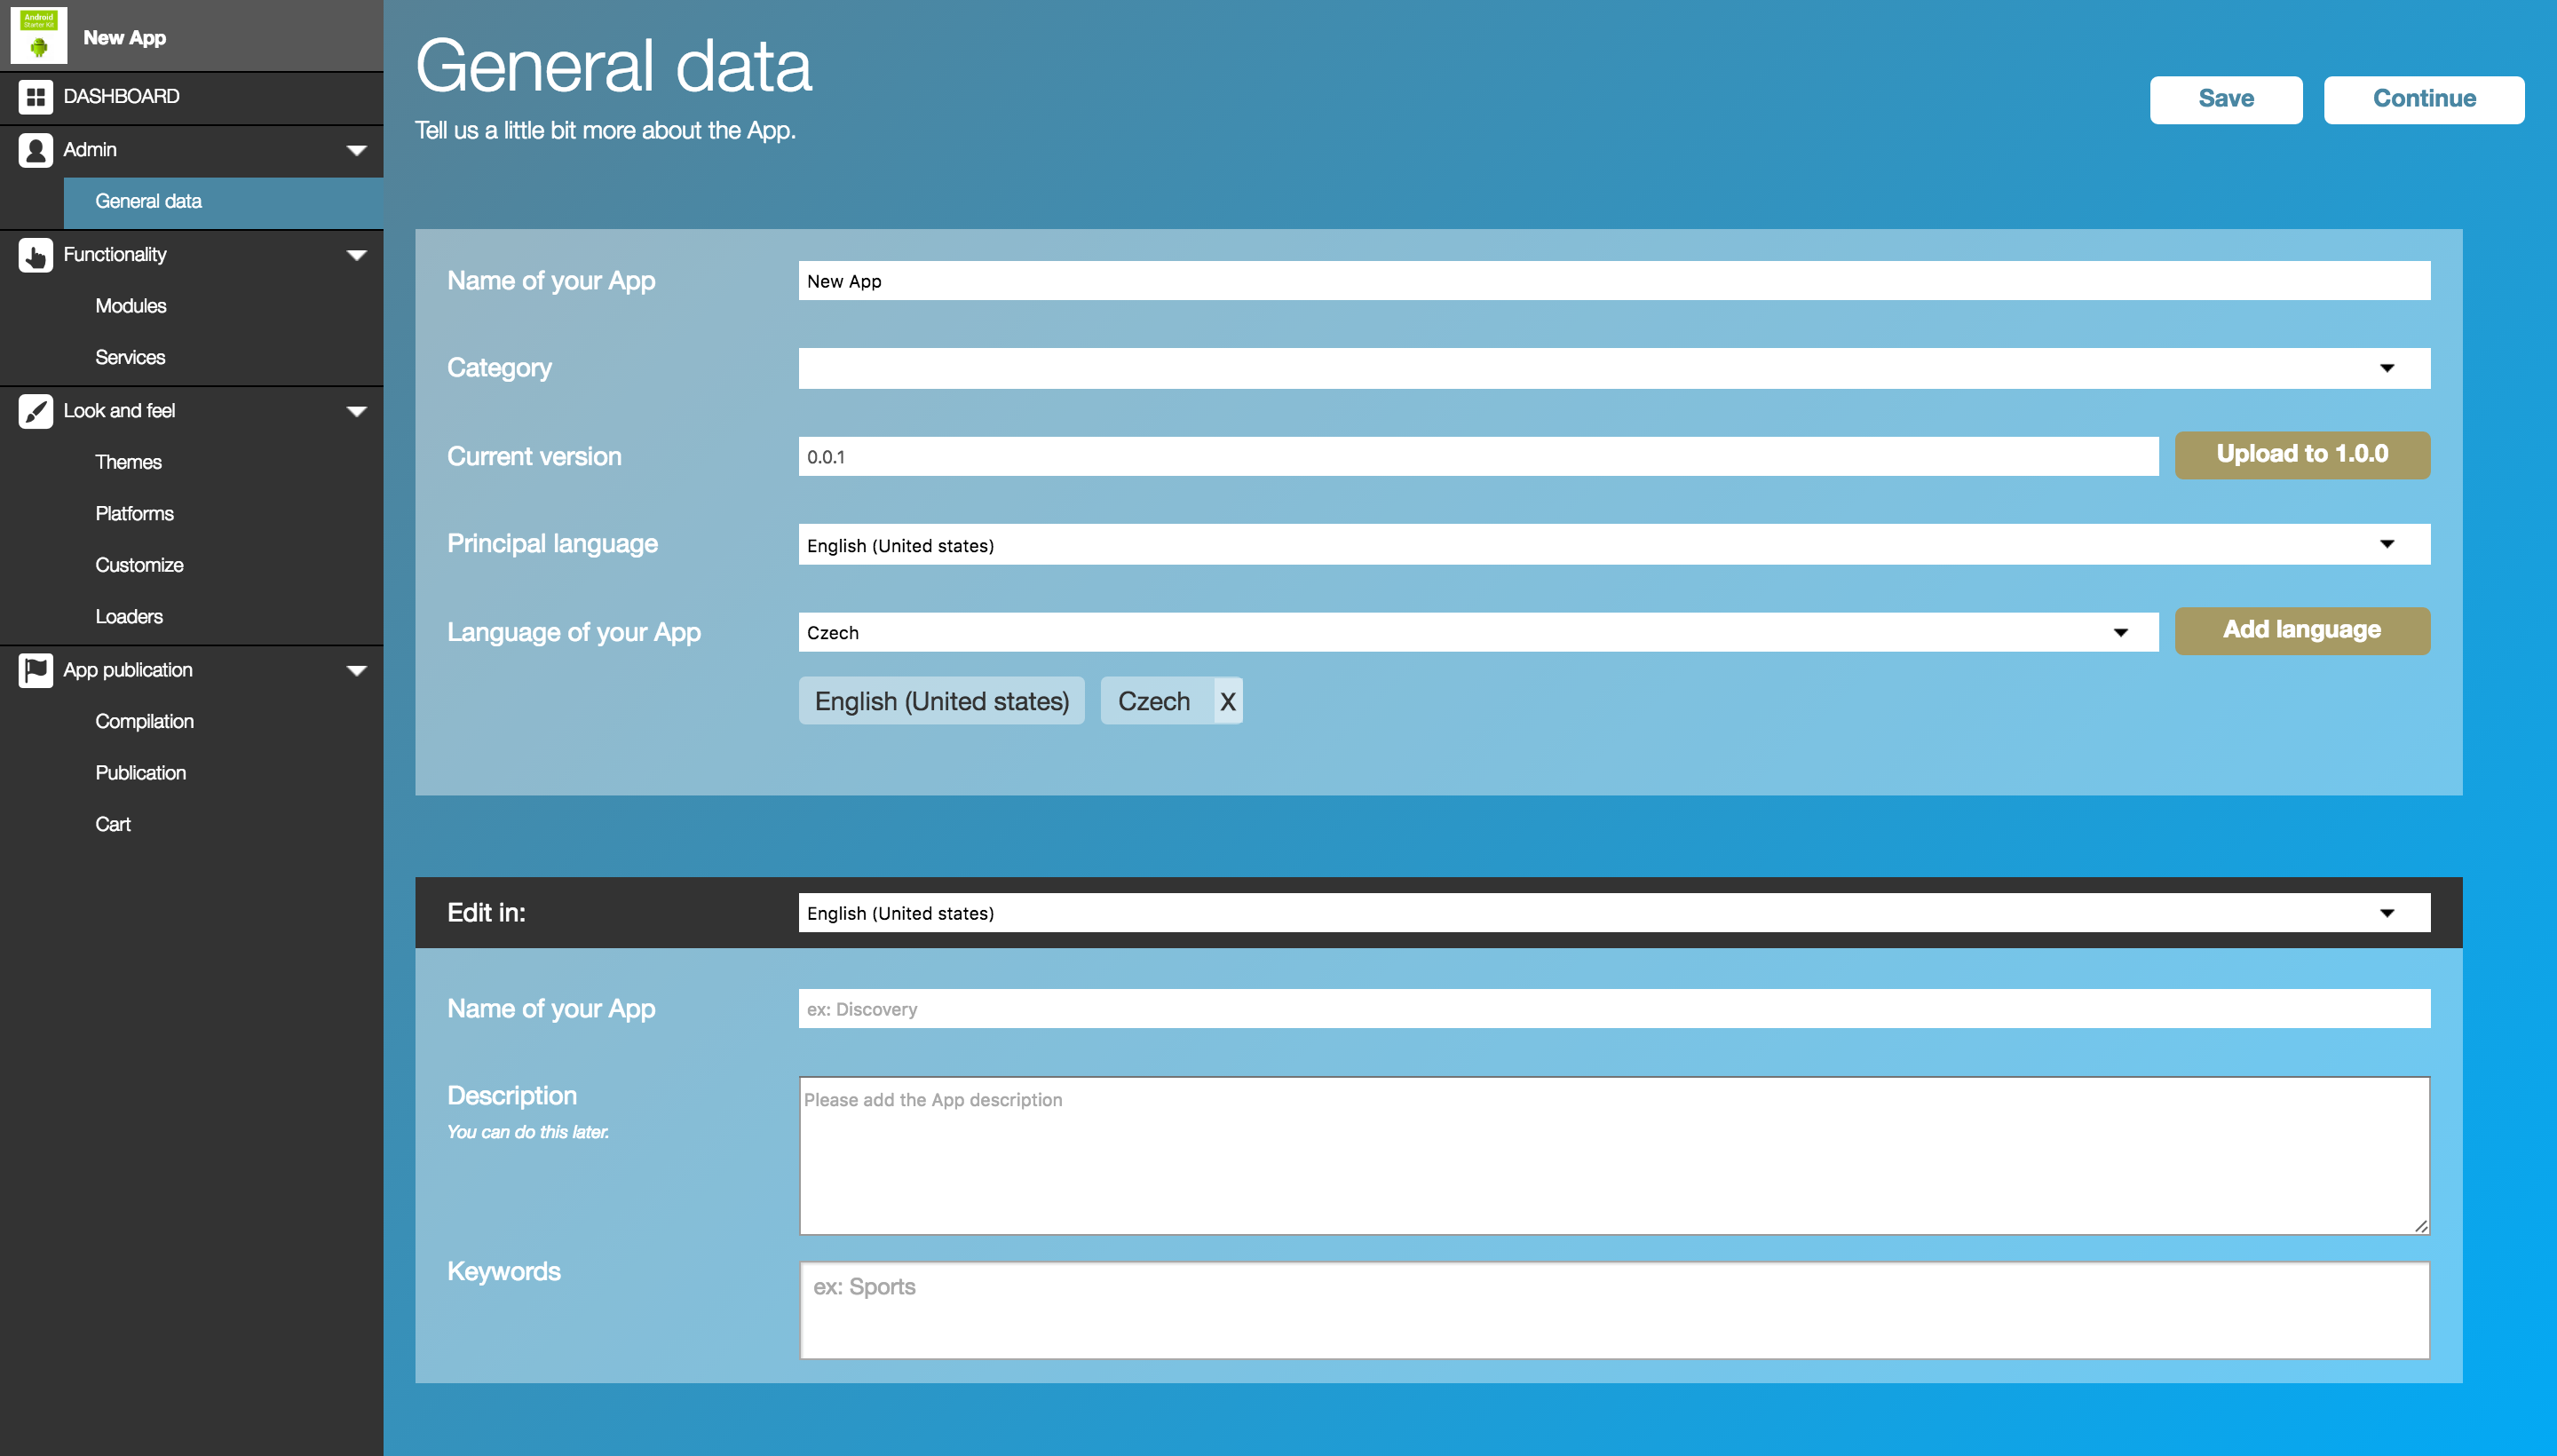 Android
Starter Kit
New App
DASHBOARD
Admin
General data
Functionality
Modules
Services
Look and feel
Themes
Platforms
Customize
Loaders
App publication
Compilation
Publication
Cart
General data
Tell us a little bit more about the App.
Save
Continue
Name of your App
New App
Category
Current version
0.0.1
Upload to 1.0.0
Principal language
English (United states)
Language of your App
Czech
Add language
English (United states)
Czech X
Edit in:
English (United states)
Name of your App
ex: Discovery
Description
You can do this later.
Please add the App description
Keywords
ex: Sports